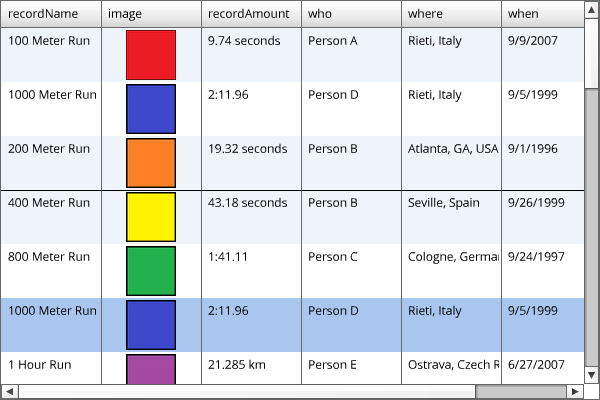 recordName image recordAmount who where when
100 Meter Run 9.74 seconds Person A Rieti, Italy 9/9/2007
1000 Meter Run 2:11.96 Person D Rieti, Italy 9/5/1999
200 Meter Run 19.32 seconds Person B Atlanta, GA, USA 9/1/1996
400 Meter Run 43.18 seconds Person B Seville, Spain 9/26/1999
800 Meter Run 1:41.11 Person C Cologne, Germa 9/24/1997
1000 Meter Run 2:11.96 Person D Rieti, Italy 9/5/1999
1 Hour Run 21.285 km Person E Ostrava, Czech R 6/27/2007